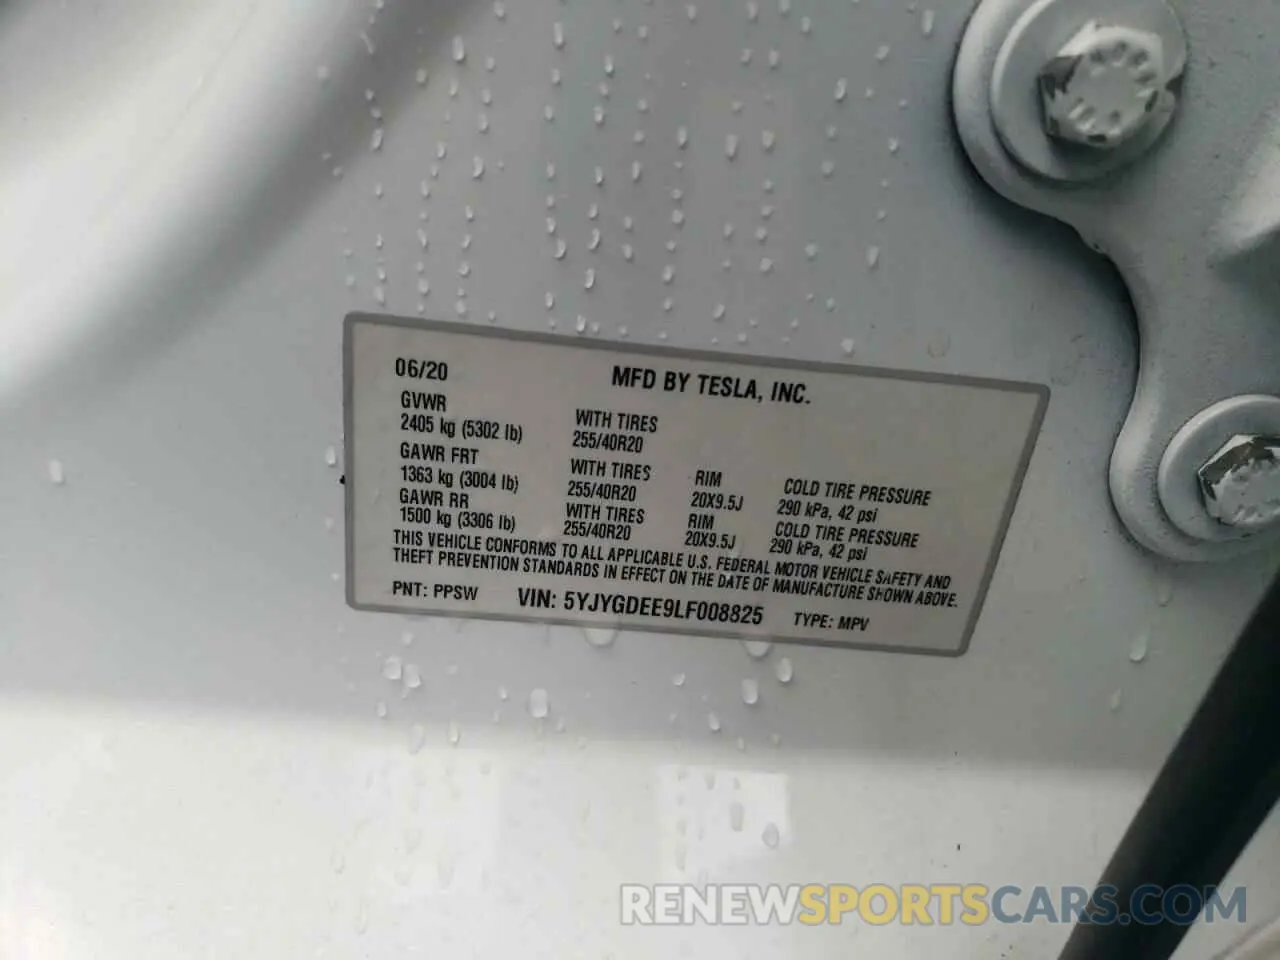 06/20 MFD BY TESLA, INC.
GVWR
2405 kg (5302 lb) WITH TIRES
255/40R20
GAWR FRT
1363 kg (3004 lb) WITH TIRES
255/40R20 RIM
20X9.5J COLD TIRE PRESSURE
290 kPa, 42 psi
GAWR RR
1500 kg (3306 lb) WITH TIRES
255/40R20 RIM
20X9.5J COLD TIRE PRESSURE
290 kPa, 42 psi
THIS VEHICLE CONFORMS TO ALL APPLICABLE U.S. FEDERAL MOTOR VEHICLE SAFETY AND
THEFT PREVENTION STANDARDS IN EFFECT ON THE DATE OF MANUFACTURE SHOWN ABOVE.
PNT: PPSW VIN: 5YJYGDEE9LF008825 TYPE: MPV
RENEWSPORTSCARS.COM